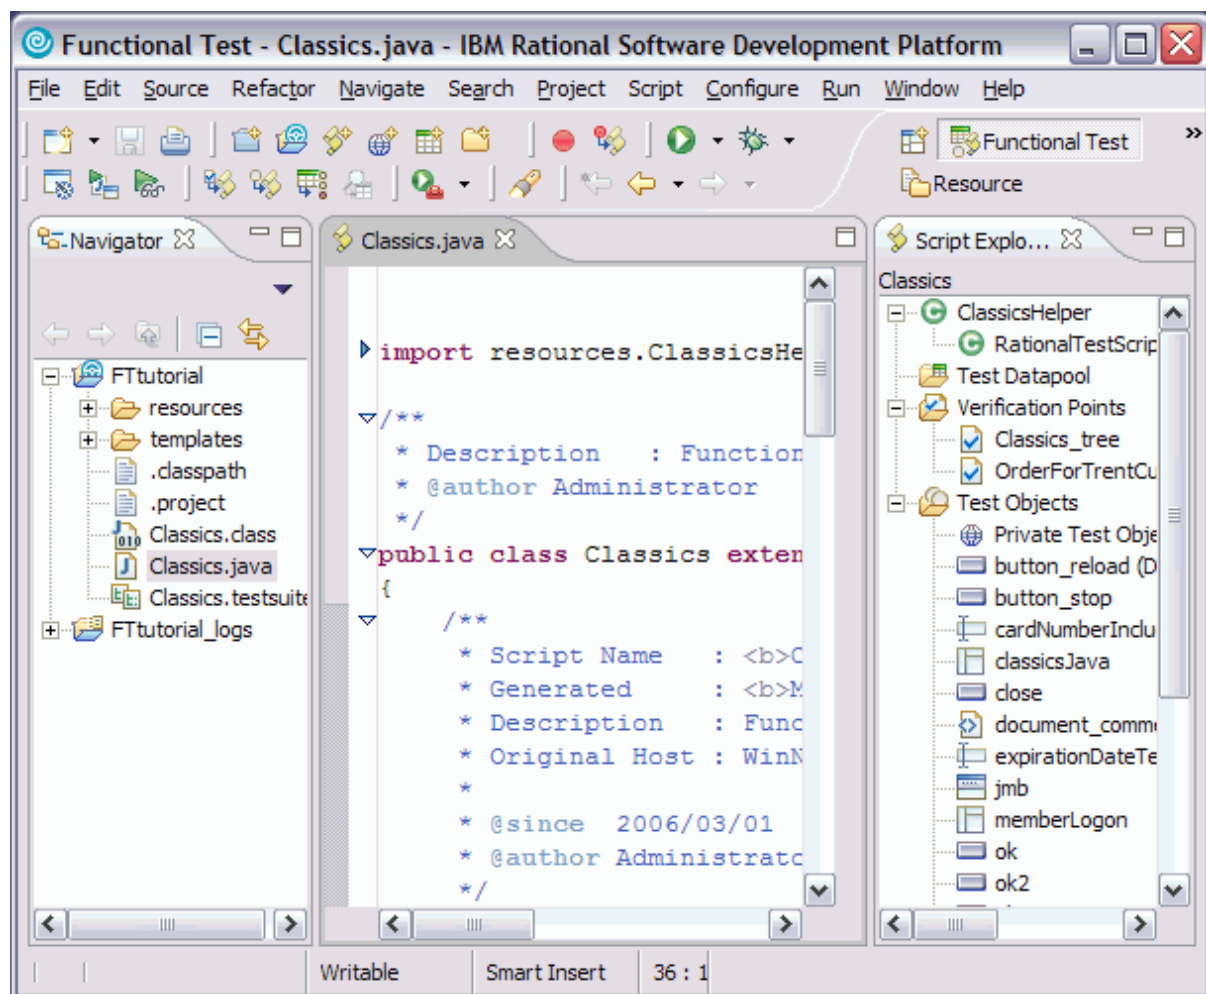 Functional Test - Classics.java - IBM Rational Software Development Platform
File Edit Source Refactor Navigate Search Project Script Configure Run Window Help
Functional Test
Resource
Navigator
FTtutorial
resources
templates
.classpath
.project
Classics.class
Classics.java
Classics.testsuite
FTtutorial_logs
Classics.java
import resources.ClassicsHe
/**
* Description : Function
* @author Administrator
*/
public class Classics exten
{
/**
* Script Name : <b>C
* Generated : <b>M
* Description : Func
* Original Host : WinN
*
* @since 2006/03/01
* @author Administrato
*/
Script Explo...
Classics
ClassicsHelper
RationalTestScrip
Test Datapool
Verification Points
Classics_tree
OrderForTrentCu
Test Objects
Private Test Obje
button_reload (D
button_stop
cardNumberInclu
classicsJava
close
document_comme
expirationDateTe
jmb
memberLogon
ok
ok2
Writable Smart Insert 36 : 1